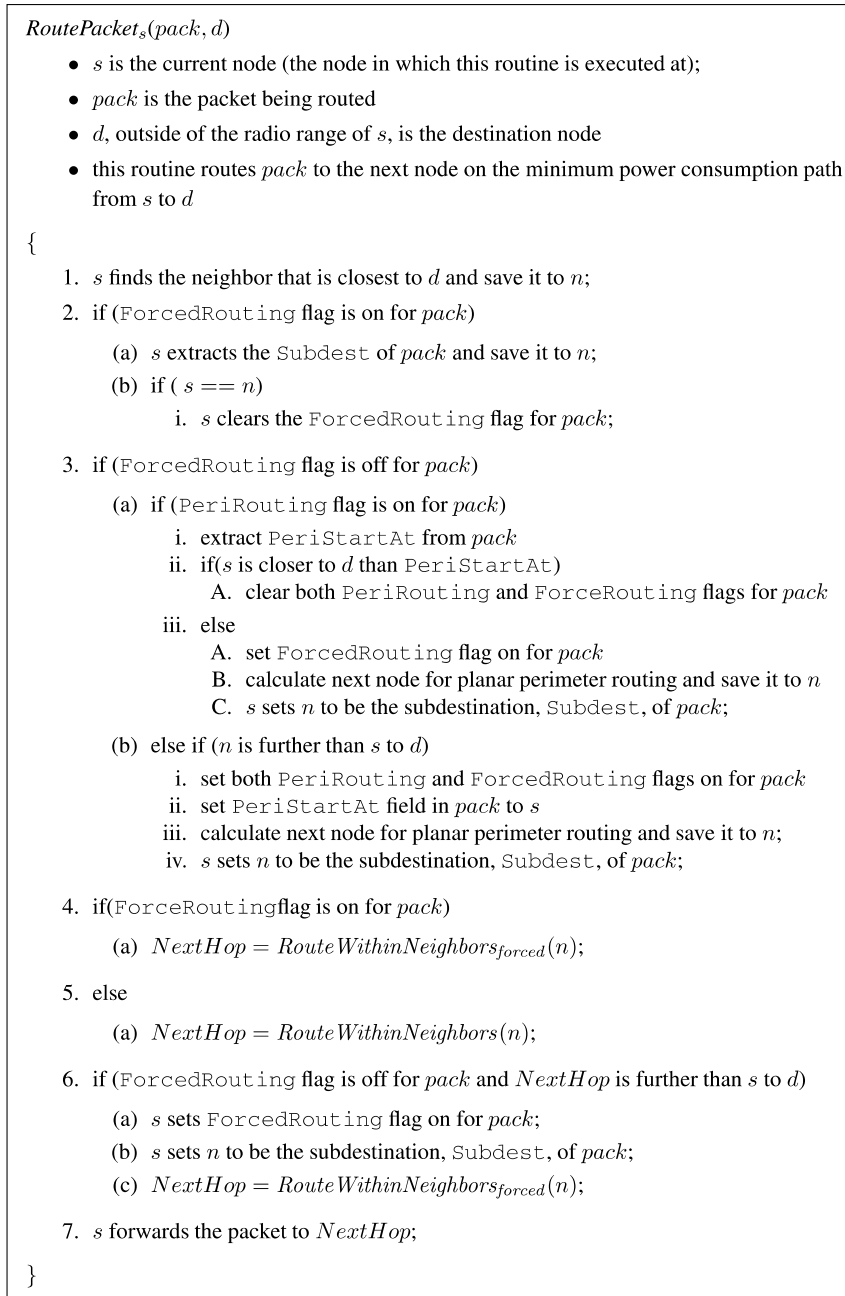 RoutePacketₛ(pack, d)
• s is the current node (the node in which this routine is executed at);
• pack is the packet being routed
• d, outside of the radio range of s, is the destination node
• this routine routes pack to the next node on the minimum power consumption path
from s to d
{
1. s finds the neighbor that is closest to d and save it to n;
2. if (ForcedRouting flag is on for pack)
(a) s extracts the Subdest of pack and save it to n;
(b) if ( s == n)
i. s clears the ForcedRouting flag for pack;
3. if (ForcedRouting flag is off for pack)
(a) if (PeriRouting flag is on for pack)
i. extract PeriStartAt from pack
ii. if(s is closer to d than PeriStartAt)
A. clear both PeriRouting and ForceRouting flags for pack
iii. else
A. set ForcedRouting flag on for pack
B. calculate next node for planar perimeter routing and save it to n
C. s sets n to be the subdestination, Subdest, of pack;
(b) else if (n is further than s to d)
i. set both PeriRouting and ForcedRouting flags on for pack
ii. set PeriStartAt field in pack to s
iii. calculate next node for planar perimeter routing and save it to n;
iv. s sets n to be the subdestination, Subdest, of pack;
4. if(ForceRoutingflag is on for pack)
(a) NextHop = RouteWithinNeighbors_forced(n);
5. else
(a) NextHop = RouteWithinNeighbors(n);
6. if (ForcedRouting flag is off for pack and NextHop is further than s to d)
(a) s sets ForcedRouting flag on for pack;
(b) s sets n to be the subdestination, Subdest, of pack;
(c) NextHop = RouteWithinNeighbors_forced(n);
7. s forwards the packet to NextHop;
}